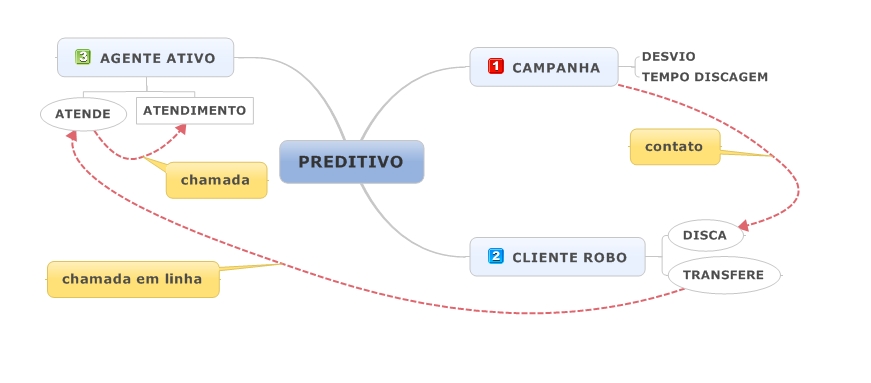 3 AGENTE ATIVO
ATENDE
ATENDIMENTO
chamada
PREDITIVO
1 CAMPANHA
DESVIO
TEMPO DISCAGEM
contato
2 CLIENTE ROBO
DISCA
TRANSFERE
chamada em linha